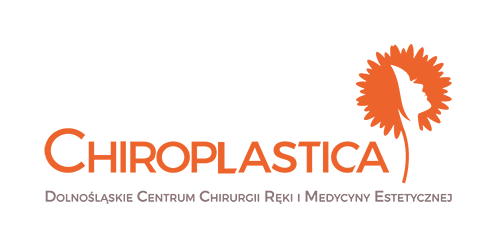 CHIROPLASTICA
DOLNOŚLĄSKIE CENTRUM CHIRURGII RĘKI I MEDYCYNY ESTETYCZNEJ